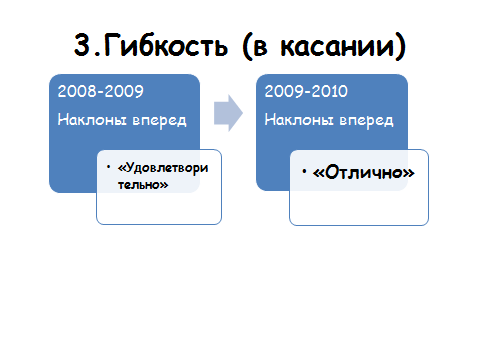 3.Гибкость (в касании)
2008-2009
Наклоны вперед
• «Удовлетвори
тельно»
2009-2010
Наклоны вперед
• «Отлично»